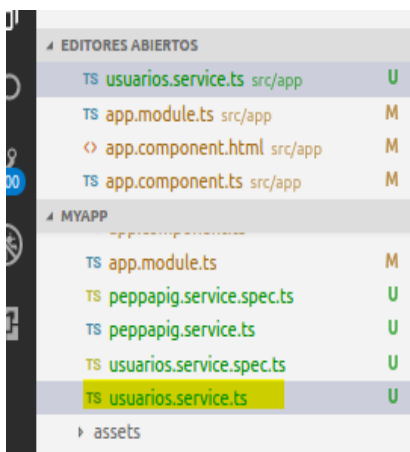 EDITORES ABIERTOS
TS usuarios.service.ts src/app U
TS app.module.ts src/app M
<> app.component.html src/app M
TS app.component.ts src/app M
MYAPP
TS app.module.ts M
TS peppapig.service.spec.ts U
TS peppapig.service.ts U
TS usuarios.service.spec.ts U
TS usuarios.service.ts U
assets